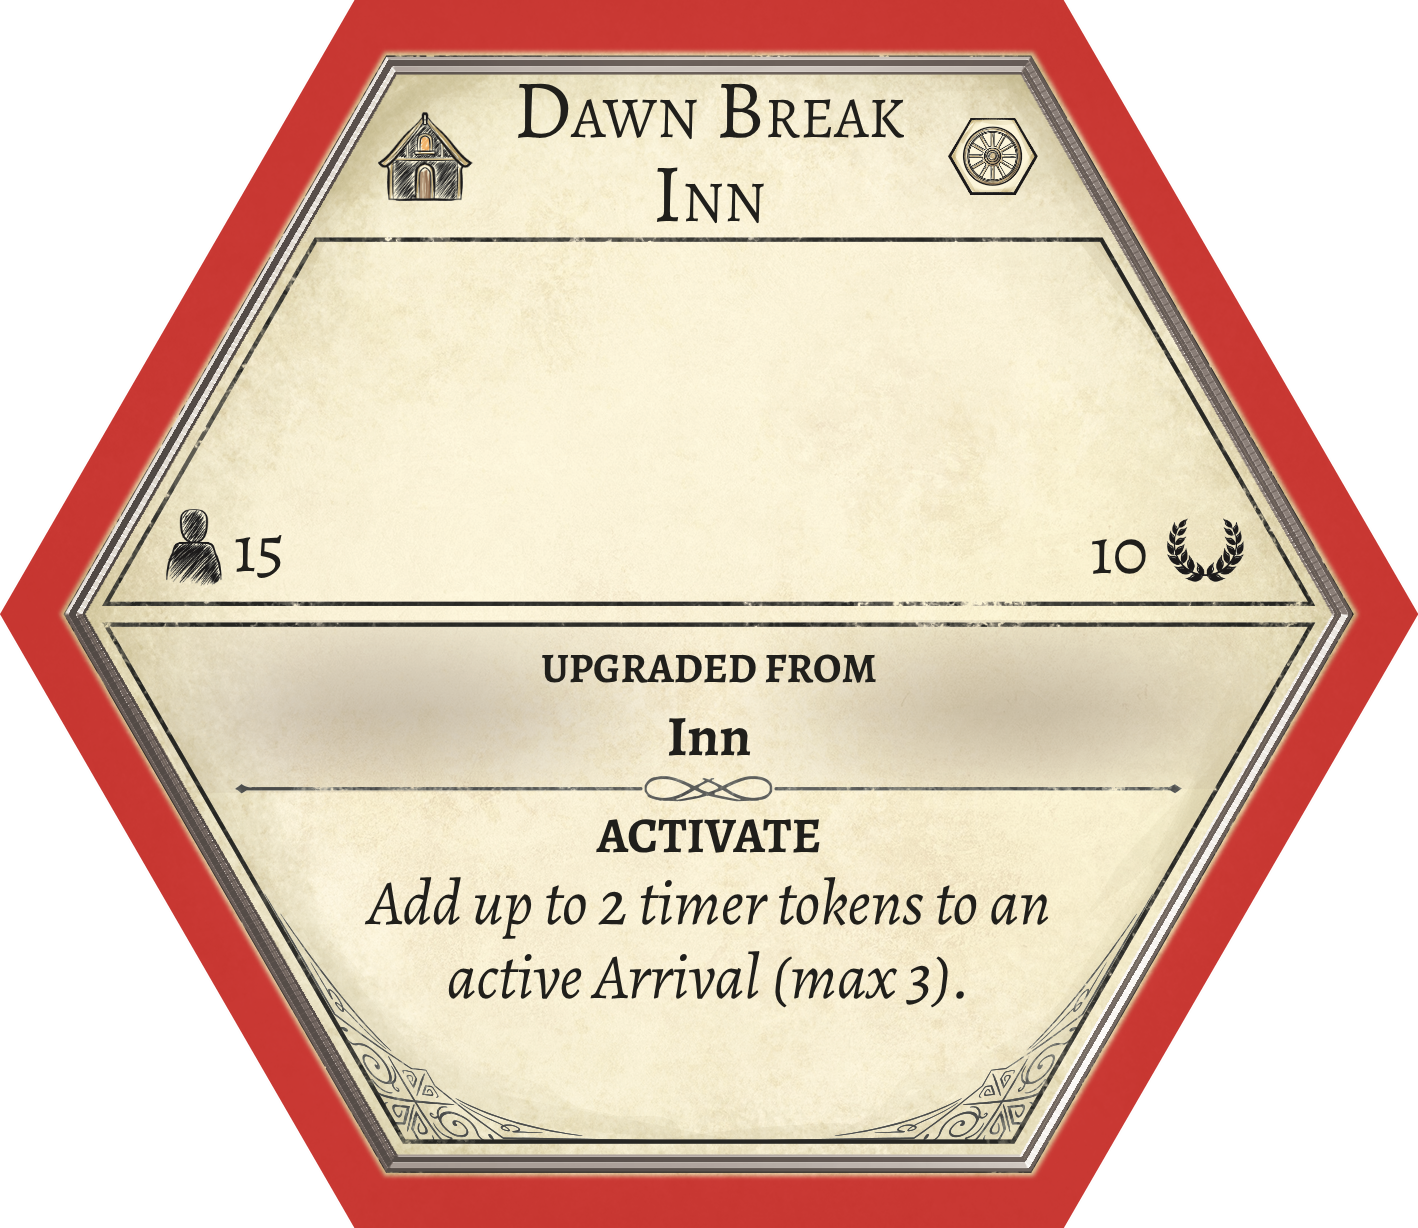 Dawn Break
Inn
15
10
UPGRADED FROM
Inn
ACTIVATE
Add up to 2 timer tokens to an
active Arrival (max 3).